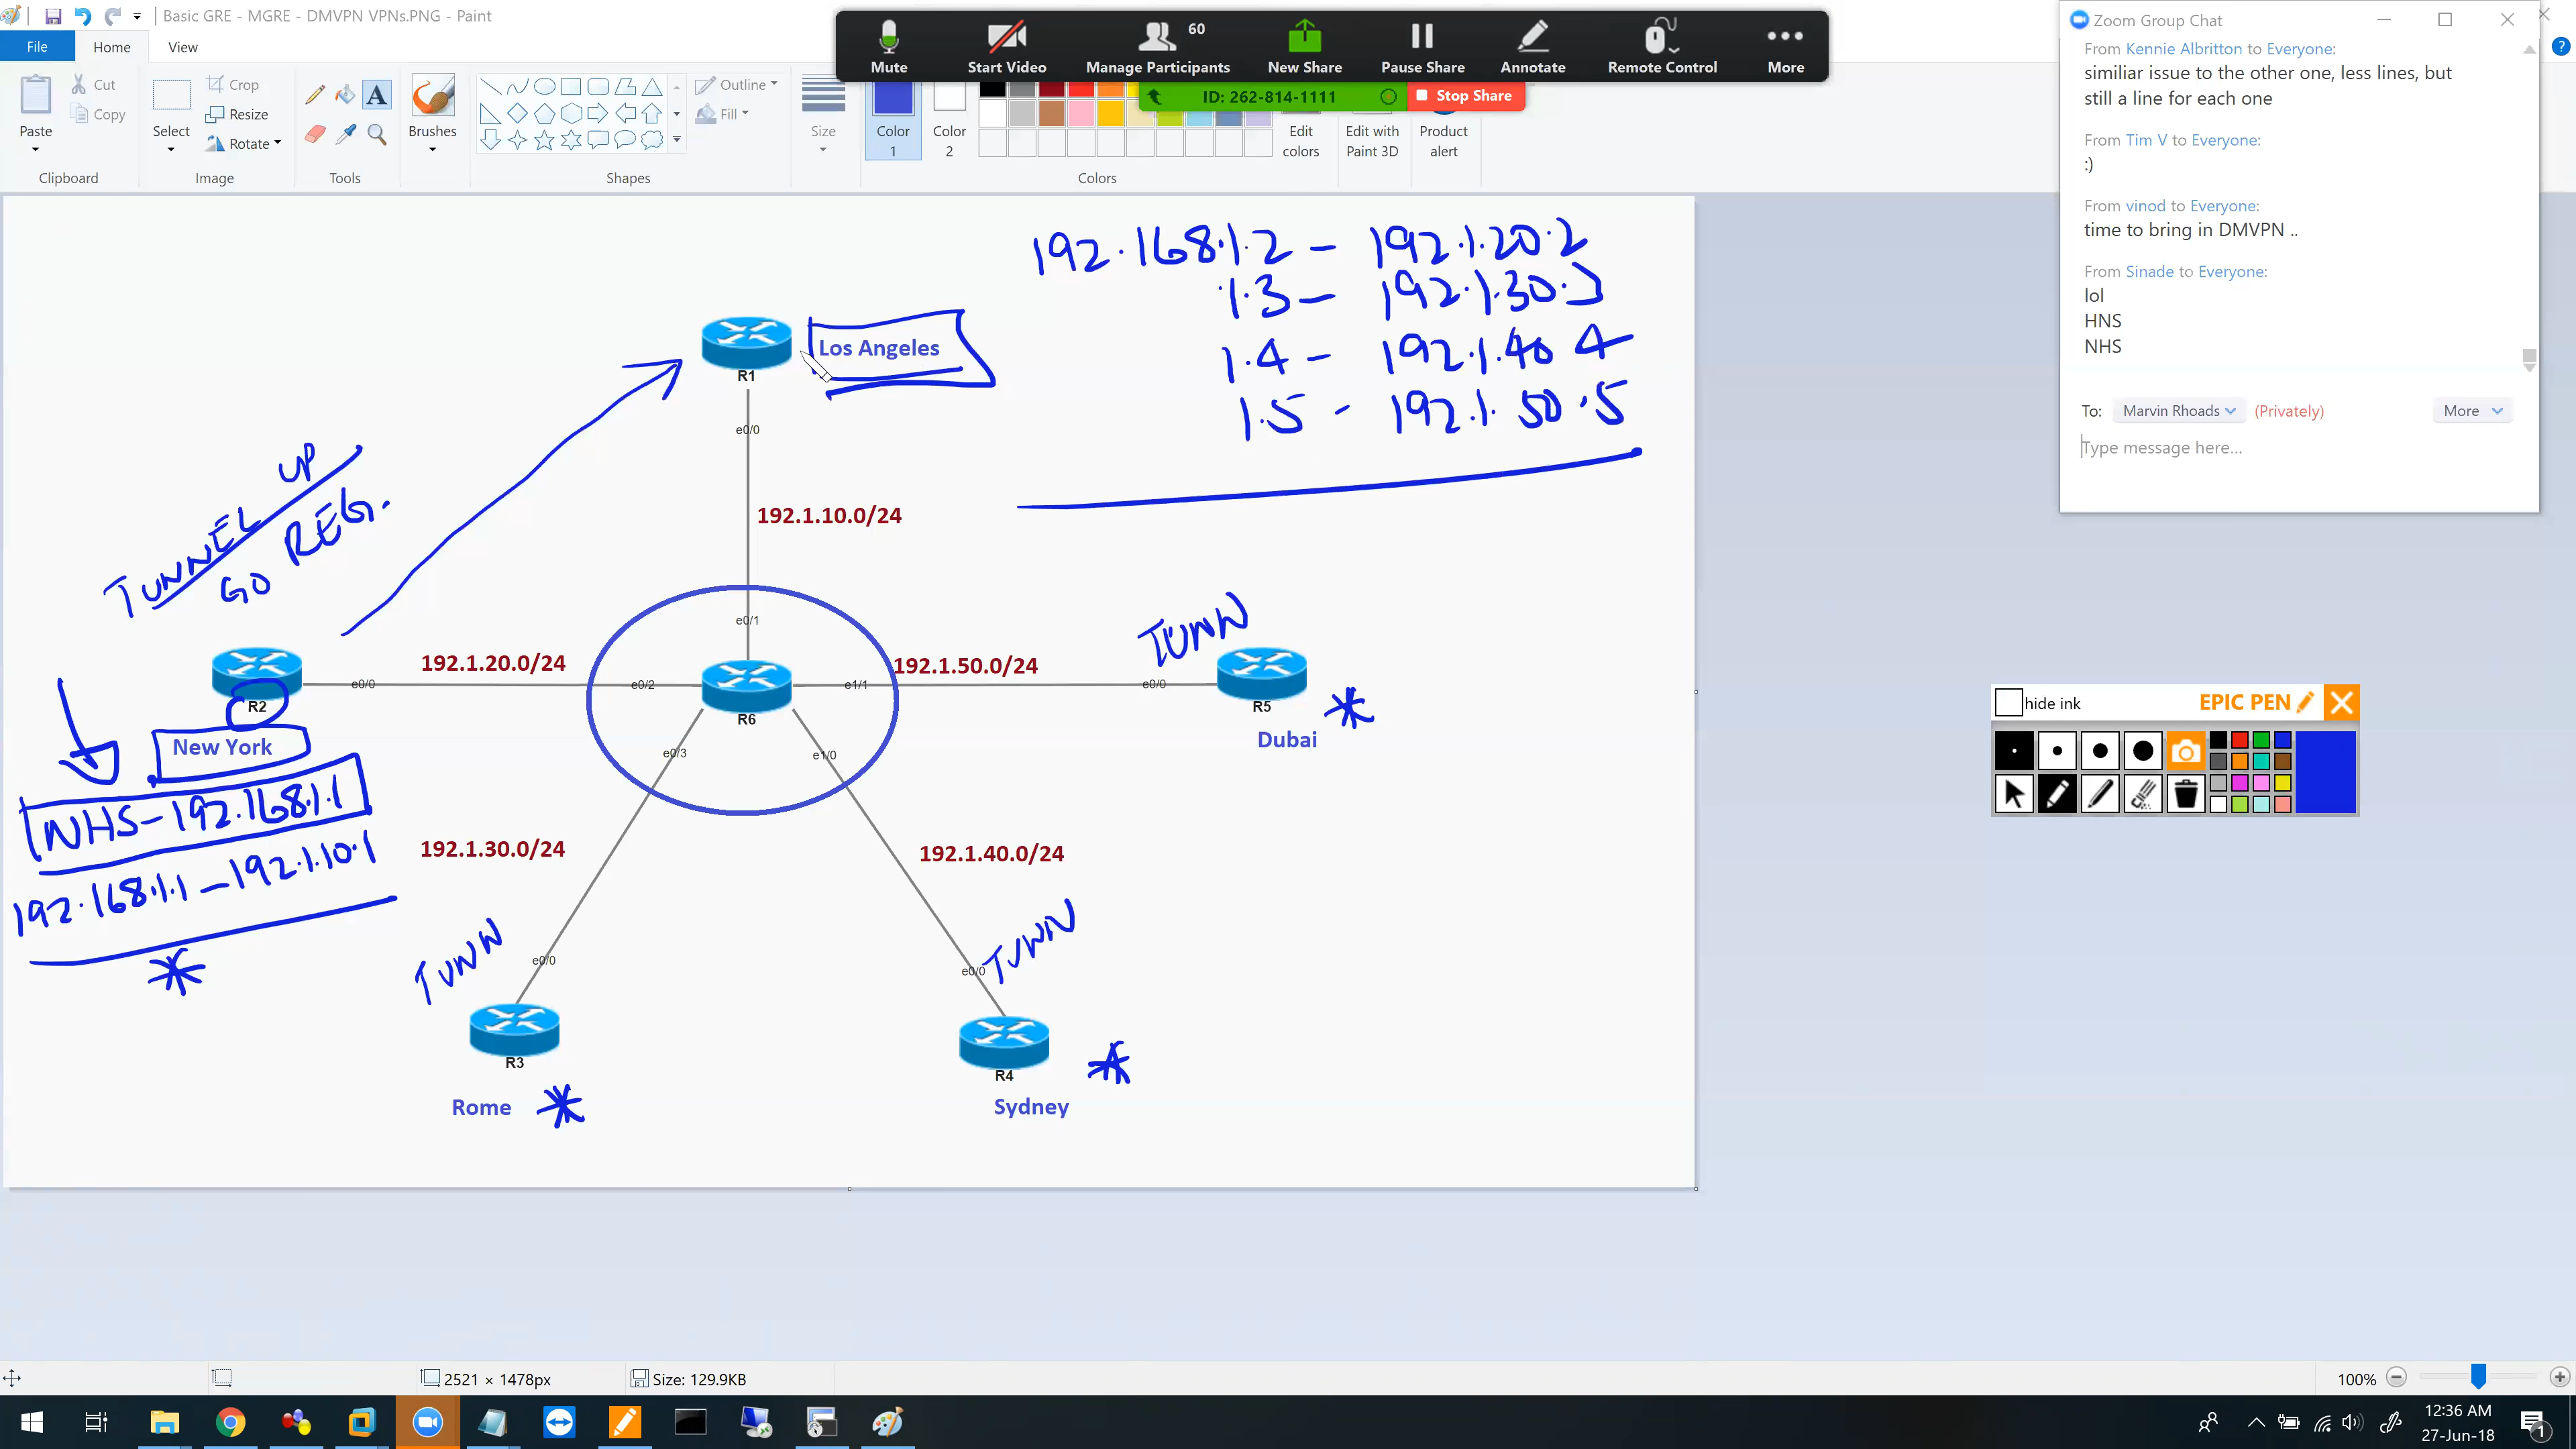 Basic GRE - MGRE - DMVPN VPNs.PNG - Paint
File Home View
Paste
Cut
Copy
Clipboard
Select
Crop
Resize
Rotate
Image
Tools
Brushes
Shapes
Outline
Fill
Size
Color 1
Color 2
Colors
Edit colors
Edit with Paint 3D
Product alert
Mute
Start Video
60
Manage Participants
New Share
Pause Share
Annotate
Remote Control
More
ID: 262-814-1111
Stop Share
Zoom Group Chat
From Kennie Albritton to Everyone:
similiar issue to the other one, less lines, but
still a line for each one
From Tim V to Everyone:
:)
From vinod to Everyone:
time to bring in DMVPN ..
From Sinade to Everyone:
lol
HNS
NHS
To: Marvin Rhoads (Privately)
More
Type message here...
192.168.1.2 - 192.1.20.2
1.3 - 192.1.30.3
1.4 - 192.1.40 4
1.5 - 192.1.50.5
Los Angeles
R1
e0/0
192.1.10.0/24
TUNNEL UP
GO REG.
e0/1
R2
e0/0
192.1.20.0/24
e0/2
R6
e1/1
192.1.50.0/24
e0/0
TUNN
R5
Dubai
New York
NHS - 192.168.1.1
192.168.1.1 - 192.1.10.1
e0/3
e1/0
192.1.30.0/24
192.1.40.0/24
TUNN
e0/0
R3
Rome
TUNN
e0/0
R4
Sydney
hide ink
EPIC PEN
2521 × 1478px
Size: 129.9KB
100%
12:36 AM
27-Jun-18
1